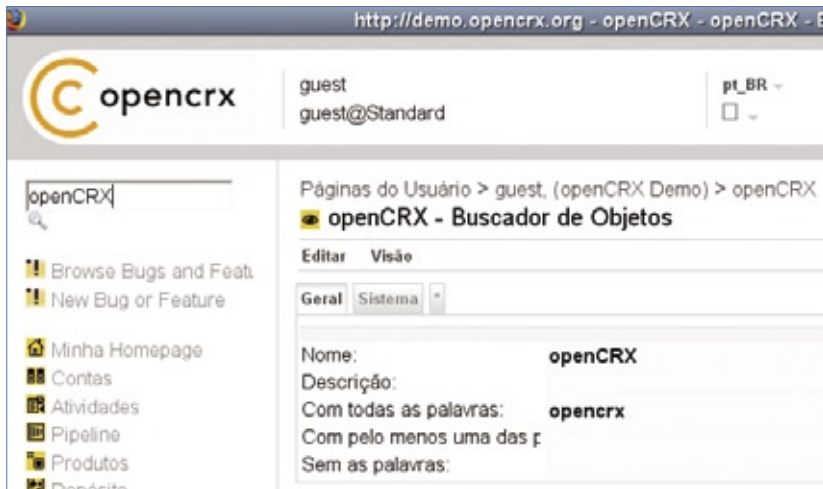 http://demo.opencrx.org - openCRX - openCRX -
opencrx
guest
guest@Standard
pt_BR
openCRX
Browse Bugs and Featu
New Bug or Feature
Minha Homepage
Contas
Atividades
Pipeline
Produtos
Páginas do Usuário > guest, (openCRX Demo) > openCRX
openCRX - Buscador de Objetos
Editar Visão
Geral Sistema *
Nome: openCRX
Descrição:
Com todas as palavras: opencrx
Com pelo menos uma das p
Sem as palavras: